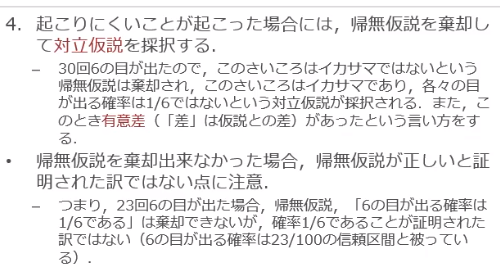 4. 起こりにくいことが起こった場合には，帰無仮説を棄却し
て対立仮説を採択する．
– 30回6の目が出たので，このさいころはイカサマではないという
帰無仮説は棄却され，このさいころはイカサマであり，各々の目
が出る確率は1/6ではないという対立仮説が採択される．また，こ
のとき有意差（「差」は仮説との差）があったという言い方をす
る．
• 帰無仮説を棄却出来なかった場合，帰無仮説が正しいと証
明された訳ではない点に注意．
– つまり，23回6の目が出た場合，帰無仮説，「6の目が出る確率は
1/6である」は棄却できないが，確率1/6であることが証明された
訳ではない（6の目が出る確率は23/100の信頼区間と被ってい
る）．